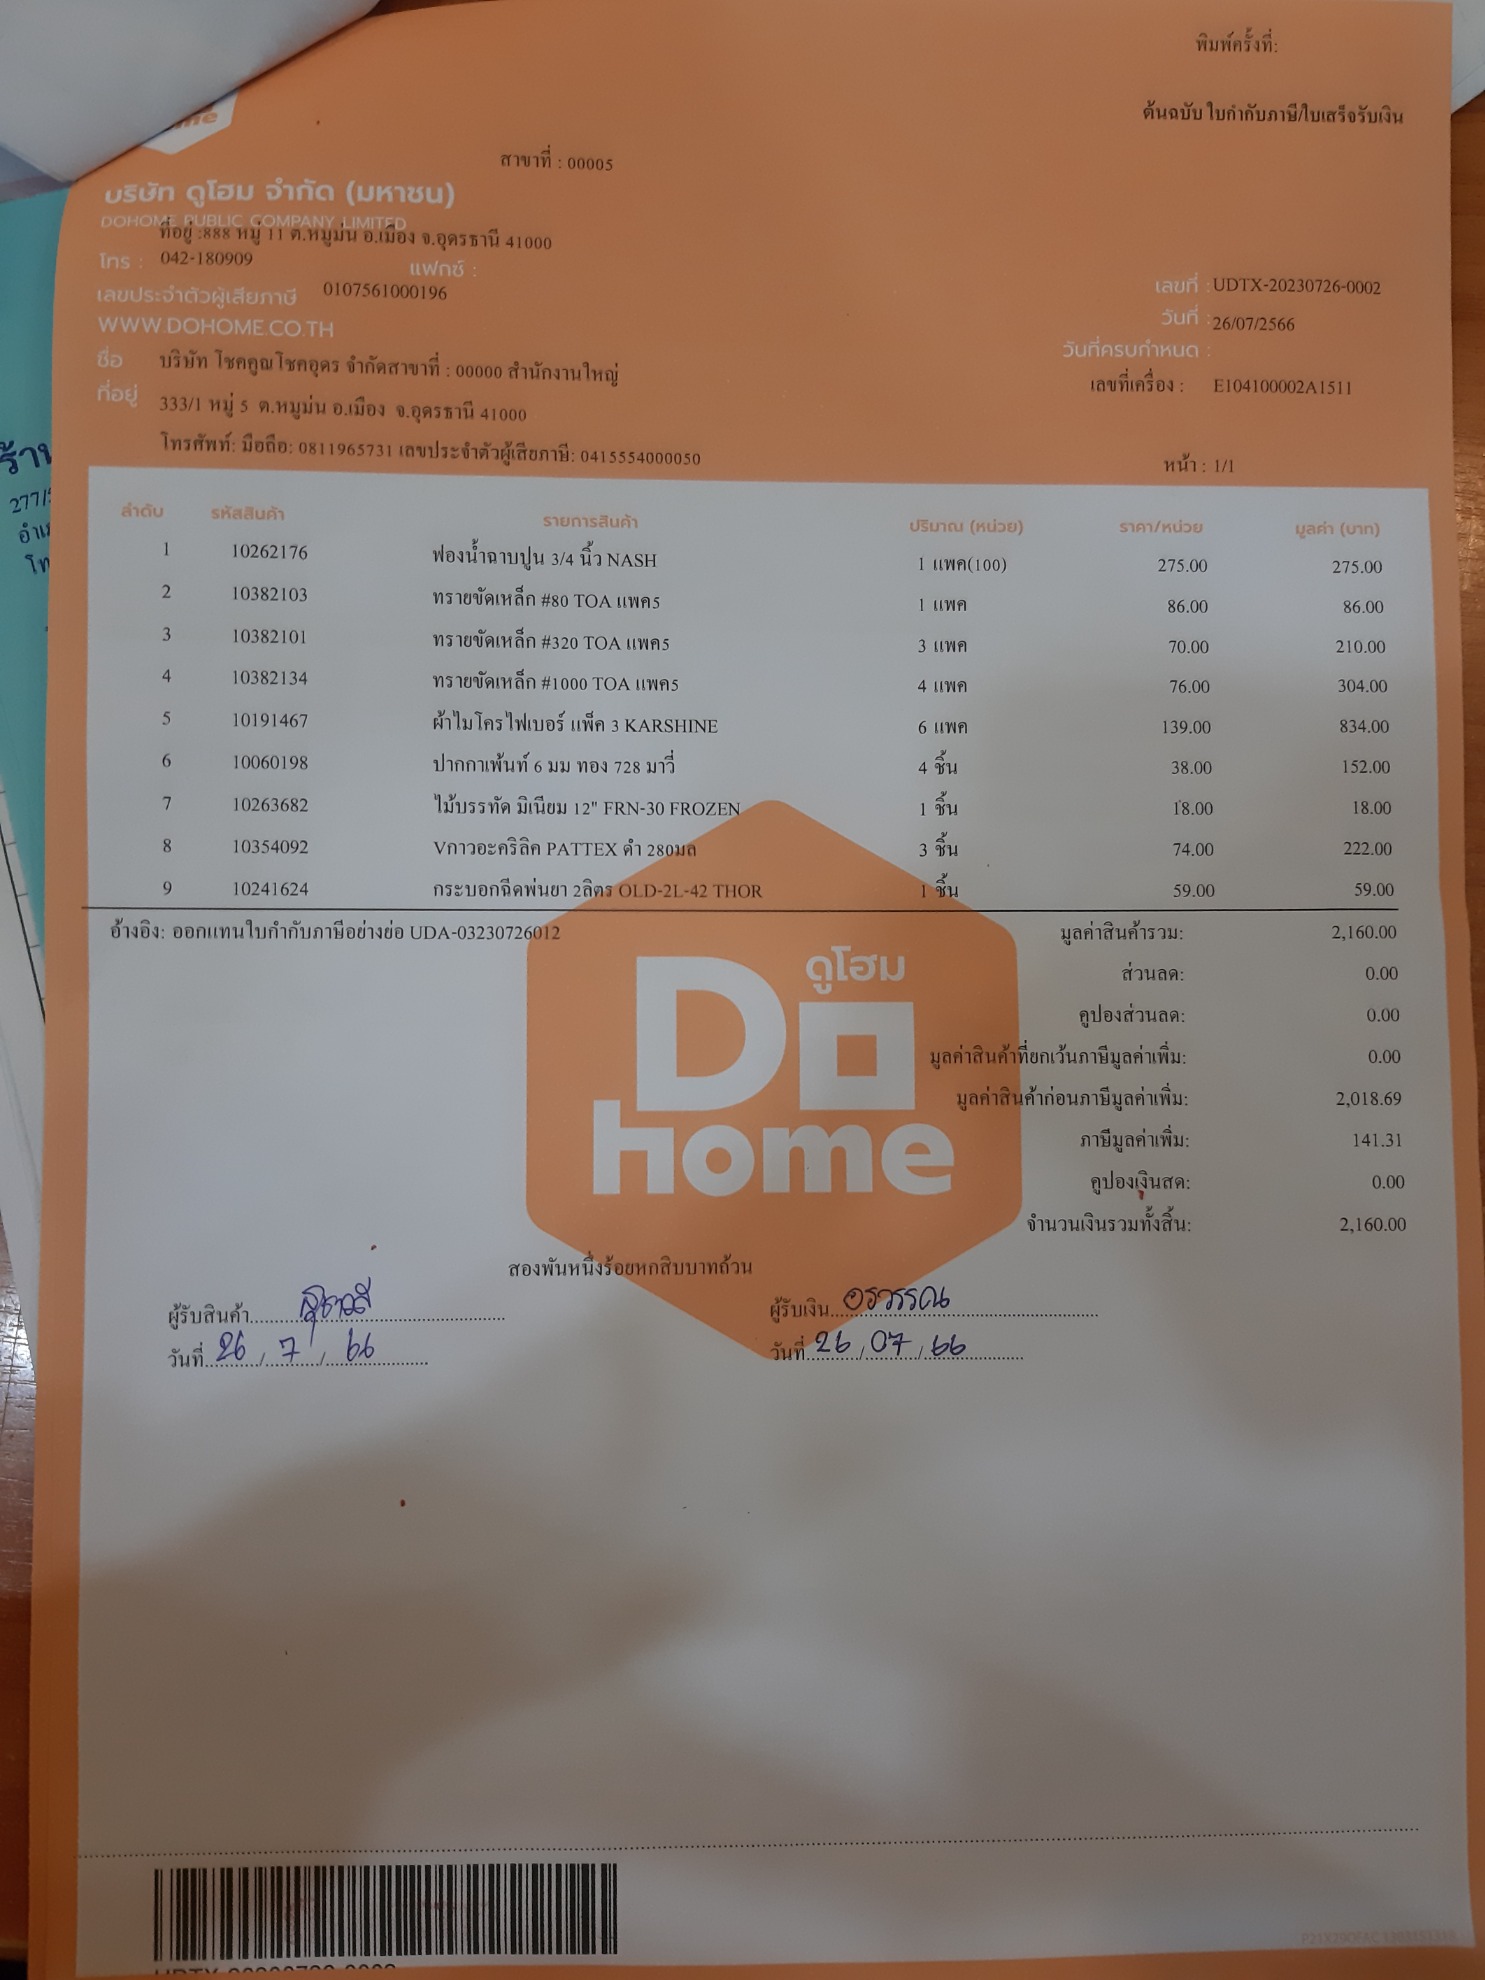 พิมพ์ครั้งที่:
ต้นฉบับ ใบกำกับภาษี/ใบเสร็จรับเงิน
สาขาที่ : 00005
บริษัท ดูโฮม จำกัด (มหาชน)
DOHOME PUBLIC COMPANY LIMITED
ที่อยู่ :888 หมู่ 11 ต.หมูม่น อ.เมือง จ.อุดรธานี 41000
โทร : 042-180909 แฟกซ์ :
เลขประจำตัวผู้เสียภาษี 0107561000196
WWW.DOHOME.CO.TH
เลขที่ : UDTX-20230726-0002
วันที่ : 26/07/2566
วันที่ครบกำหนด :
เลขที่เครื่อง : E104100002A1511
ชื่อ บริษัท โชคคูณโชคอุดร จำกัดสาขาที่ : 00000 สำนักงานใหญ่
ที่อยู่ 333/1 หมู่ 5 ต.หมูม่น อ.เมือง จ.อุดรธานี 41000
โทรศัพท์: มือถือ: 0811965731 เลขประจำตัวผู้เสียภาษี: 0415554000050
หน้า : 1/1
ลำดับ รหัสสินค้า รายการสินค้า ปริมาณ (หน่วย) ราคา/หน่วย มูลค่า (บาท)
1 10262176 ฟองน้ำฉาบปูน 3/4 นิ้ว NASH 1 แพค(100) 275.00 275.00
2 10382103 ทรายขัดเหล็ก #80 TOA แพค5 1 แพค 86.00 86.00
3 10382101 ทรายขัดเหล็ก #320 TOA แพค5 3 แพค 70.00 210.00
4 10382134 ทรายขัดเหล็ก #1000 TOA แพค5 4 แพค 76.00 304.00
5 10191467 ผ้าไมโครไฟเบอร์ แพ็ค 3 KARSHINE 6 แพค 139.00 834.00
6 10060198 ปากกาเพ้นท์ 6 มม ทอง 728 มาวี่ 4 ชิ้น 38.00 152.00
7 10263682 ไม้บรรทัด มิเนียม 12" FRN-30 FROZEN 1 ชิ้น 18.00 18.00
8 10354092 Vกาวอะคริลิค PATTEX ดำ 280มล 3 ชิ้น 74.00 222.00
9 10241624 กระบอกฉีดพ่นยา 2ลิตร OLD-2L-42 THOR 1 ชิ้น 59.00 59.00
อ้างอิง: ออกแทนใบกำกับภาษีอย่างย่อ UDA-03230726012
มูลค่าสินค้ารวม: 2,160.00
ส่วนลด: 0.00
คูปองส่วนลด: 0.00
มูลค่าสินค้าที่ยกเว้นภาษีมูลค่าเพิ่ม: 0.00
มูลค่าสินค้าก่อนภาษีมูลค่าเพิ่ม: 2,018.69
ภาษีมูลค่าเพิ่ม: 141.31
คูปองเงินสด: 0.00
จำนวนเงินรวมทั้งสิ้น: 2,160.00
ดูโฮม
Do
home
สองพันหนึ่งร้อยหกสิบบาทถ้วน
ผู้รับสินค้า
ผู้รับเงิน อรวรรณ
วันที่ 26 / 7 / 66
วันที่ 26 / 07 / 66